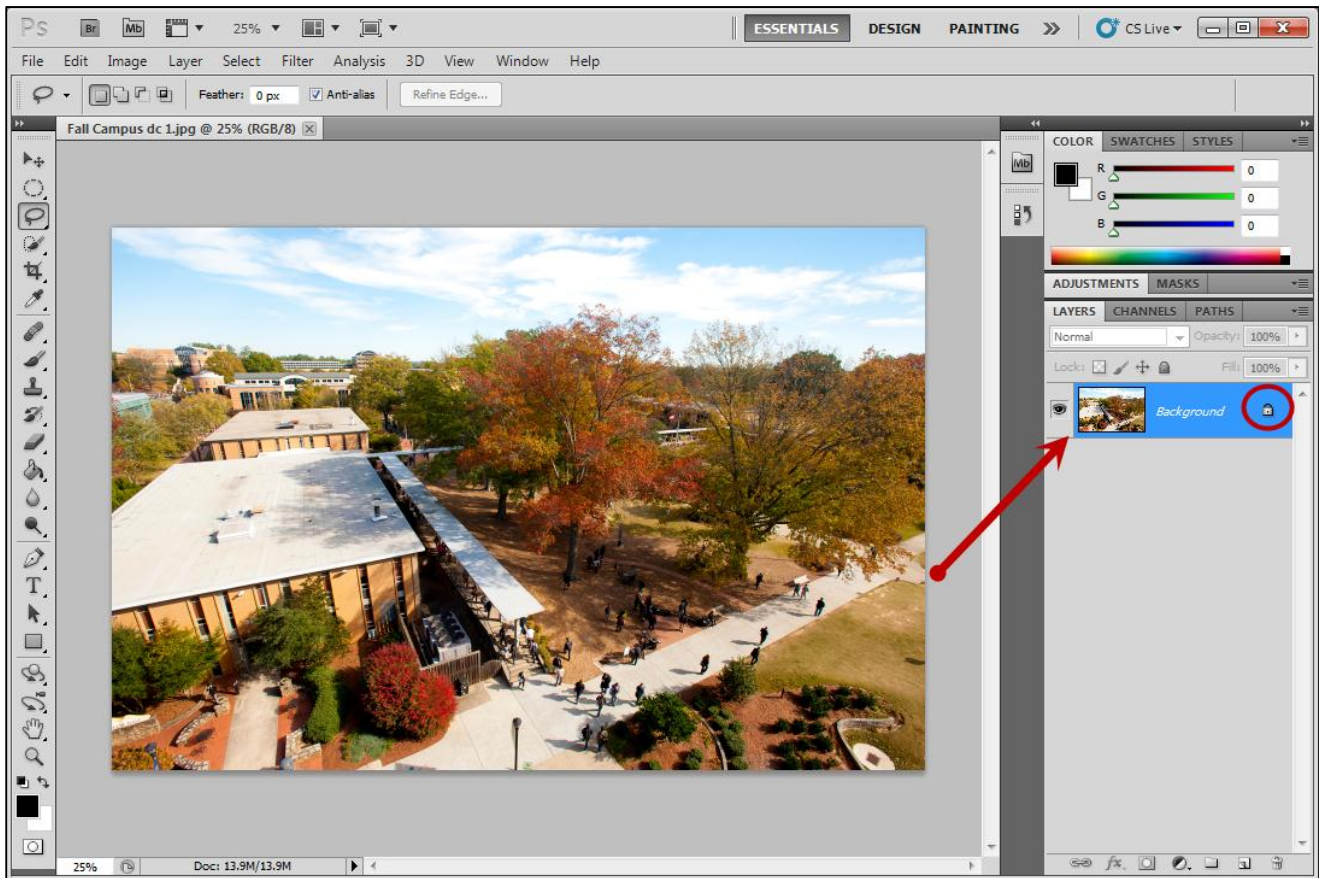 Ps Br Mb 25% ESSENTIALS DESIGN PAINTING CS Live
File Edit Image Layer Select Filter Analysis 3D View Window Help
Feather: 0 px Anti-alias Refine Edge...
Fall Campus dc 1.jpg @ 25% (RGB/8)
Mb
COLOR SWATCHES STYLES
R 0
G 0
B 0
ADJUSTMENTS MASKS
LAYERS CHANNELS PATHS
Normal Opacity: 100%
Lock: Fill: 100%
Background
T
fx.
25% Doc: 13.9M/13.9M